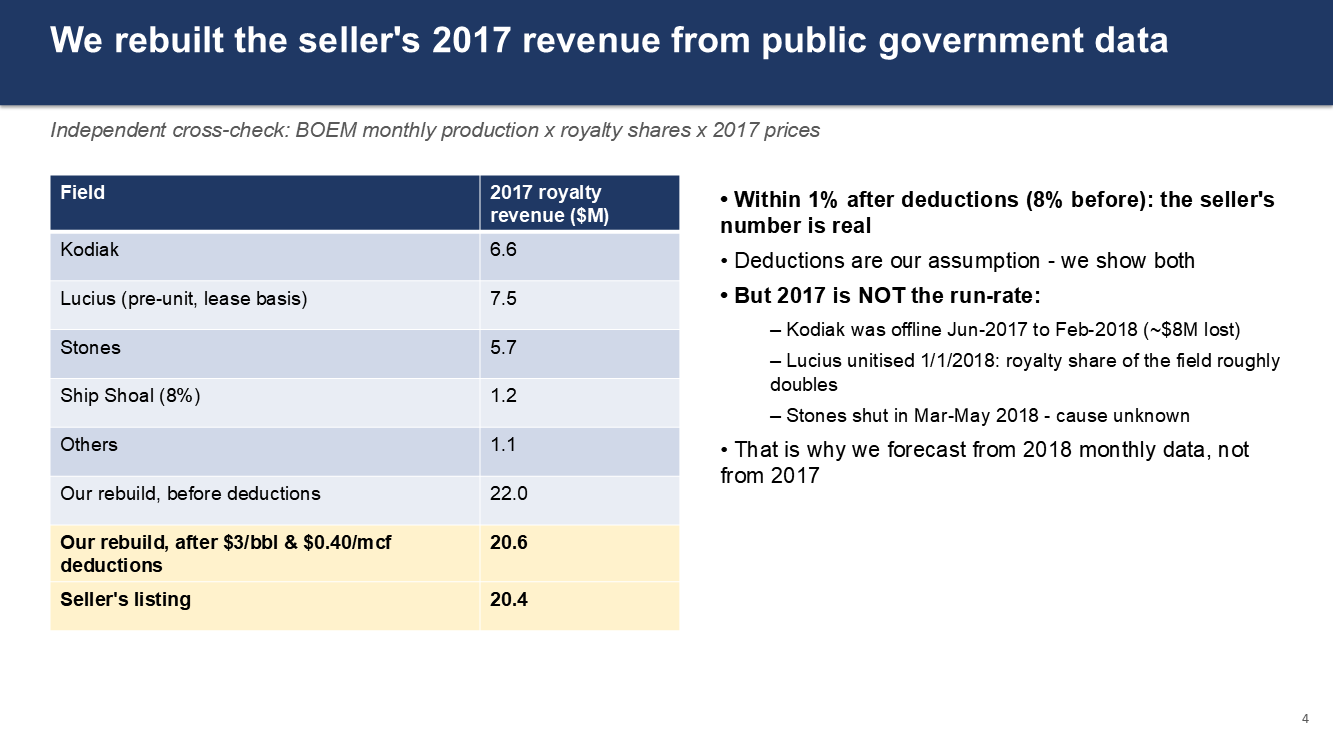 We rebuilt the seller's 2017 revenue from public government data
Independent cross-check: BOEM monthly production x royalty shares x 2017 prices
Field
2017 royalty
revenue ($M)
Kodiak
6.6
Lucius (pre-unit, lease basis)
7.5
Stones
5.7
Ship Shoal (8%)
1.2
Others
1.1
Our rebuild, before deductions
22.0
Our rebuild, after $3/bbl & $0.40/mcf
deductions
20.6
Seller's listing
20.4
• Within 1% after deductions (8% before): the seller's
number is real
• Deductions are our assumption - we show both
• But 2017 is NOT the run-rate:
– Kodiak was offline Jun-2017 to Feb-2018 (~$8M lost)
– Lucius unitised 1/1/2018: royalty share of the field roughly
doubles
– Stones shut in Mar-May 2018 - cause unknown
• That is why we forecast from 2018 monthly data, not
from 2017
4